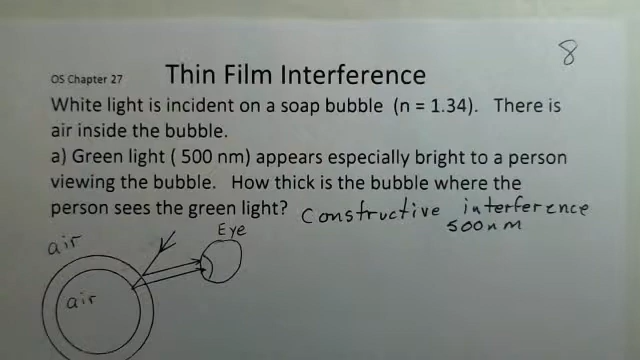 8
OS Chapter 27 Thin Film Interference
White light is incident on a soap bubble (n = 1.34). There is
air inside the bubble.
a) Green light ( 500 nm) appears especially bright to a person
viewing the bubble. How thick is the bubble where the
person sees the green light? Constructive interference
500nm
air
Eye
air